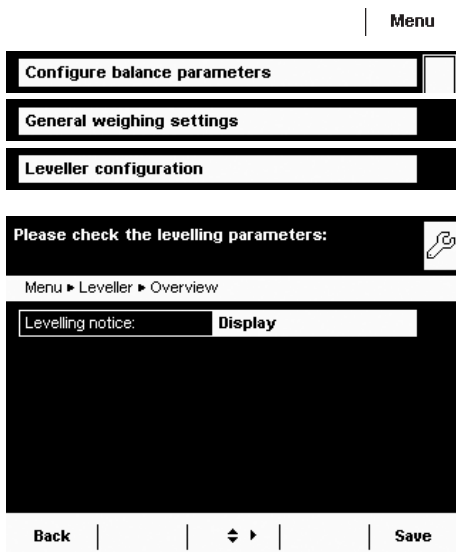 Menu
Configure balance parameters
General weighing settings
Leveller configuration
Please check the levelling parameters:
Menu ▸ Leveller ▸ Overview
Levelling notice: Display
Back Save